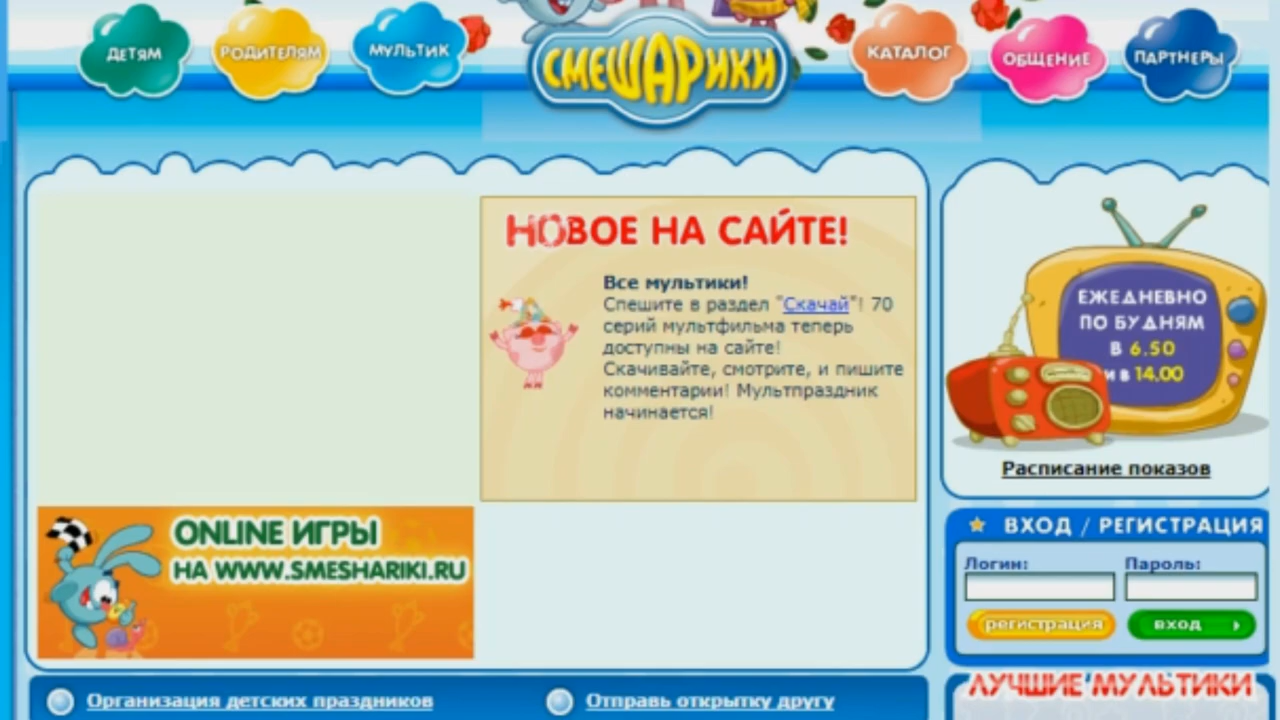 ДЕТЯМ
РОДИТЕЛЯМ
МУЛЬТИК
СМЕШАРИКИ
КАТАЛОГ
ОБЩЕНИЕ
ПАРТНЕРЫ
НОВОЕ НА САЙТЕ!
Все мультики!
Спешите в раздел "Скачай"! 70
серий мультфильма теперь
доступны на сайте!
Скачивайте, смотрите, и пишите
комментарии! Мультпраздник
начинается!
ЕЖЕДНЕВНО
ПО БУДНЯМ
В 6.50
И В 14.00
Расписание показов
ONLINE ИГРЫ
НА WWW.SMESHARIKI.RU
ВХОД / РЕГИСТРАЦИЯ
Логин: Пароль:
регистрация вход
ЛУЧШИЕ МУЛЬТИКИ
Организация детских праздников
Отправь открытку другу